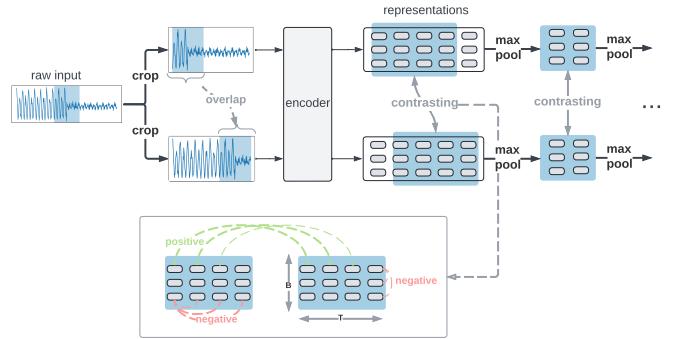 representations
max
pool
max
pool
raw input
crop
overlap
encoder
contrasting
contrasting
...
crop
max
pool
max
pool
positive
negative
B
negative
T